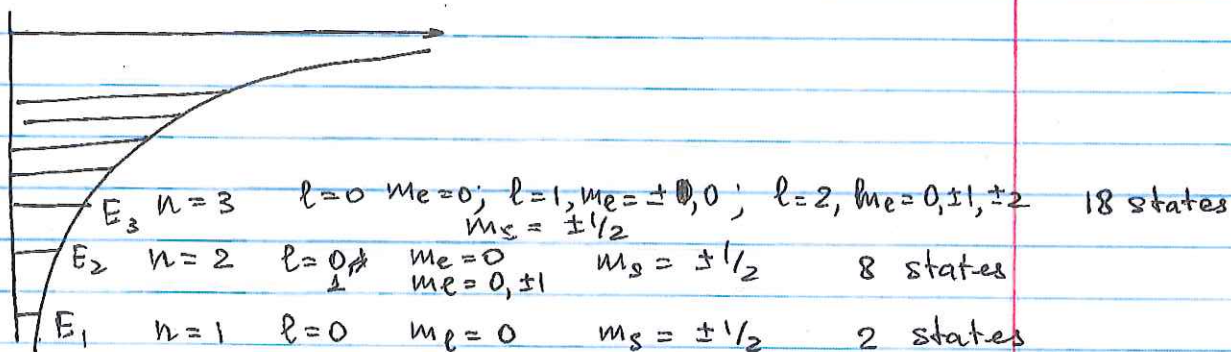 E₃ n=3 l=0 mₑ=0; l=1, mₑ=±0,0; l=2, mₑ=0,±1,±2 18 states
mₛ = ±1/2
E₂ n=2 l=0, mₑ=0 mₛ = ±1/2 8 states
1 mₑ=0,±1
E₁ n=1 l=0 mₗ=0 mₛ = ±1/2 2 states